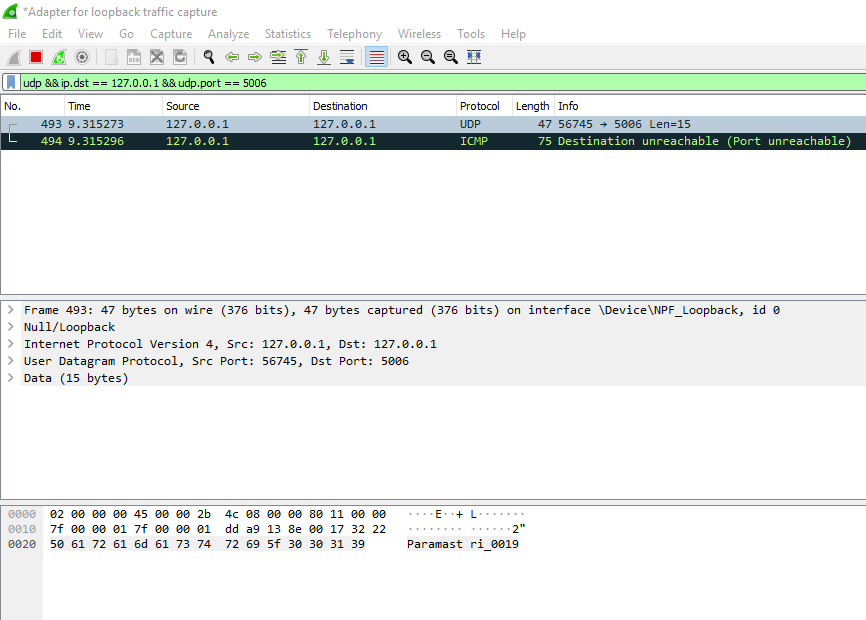 *Adapter for loopback traffic capture
File Edit View Go Capture Analyze Statistics Telephony Wireless Tools Help
udp && ip.dst == 127.0.0.1 && udp.port == 5006
No. Time Source Destination Protocol Length Info
493 9.315273 127.0.0.1 127.0.0.1 UDP 47 56745 → 5006 Len=15
494 9.315296 127.0.0.1 127.0.0.1 ICMP 75 Destination unreachable (Port unreachable)
Frame 493: 47 bytes on wire (376 bits), 47 bytes captured (376 bits) on interface \Device\NPF_Loopback, id 0
Null/Loopback
Internet Protocol Version 4, Src: 127.0.0.1, Dst: 127.0.0.1
User Datagram Protocol, Src Port: 56745, Dst Port: 5006
Data (15 bytes)
0000 02 00 00 00 45 00 00 2b 4c 08 00 00 80 11 00 00 ····E··+ L·······
0010 7f 00 00 01 7f 00 00 01 dd a9 13 8e 00 17 32 22 ········ ······2"
0020 50 61 72 61 6d 61 73 74 72 69 5f 30 30 31 39 Paramast ri_0019